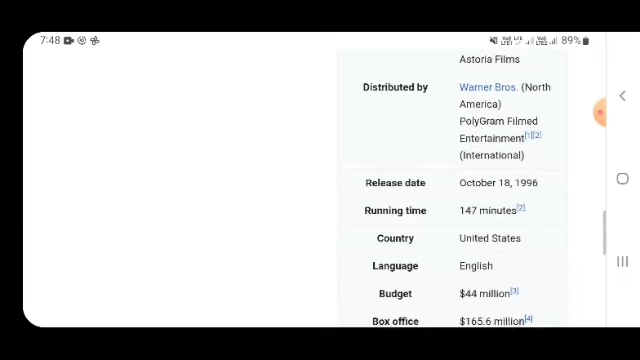 7:48 89%
Astoria Films
Distributed by Warner Bros. (North
America)
PolyGram Filmed
Entertainment[1][2]
(International)
Release date October 18, 1996
Running time 147 minutes[2]
Country United States
Language English
Budget $44 million[3]
Box office $165.6 million[4]